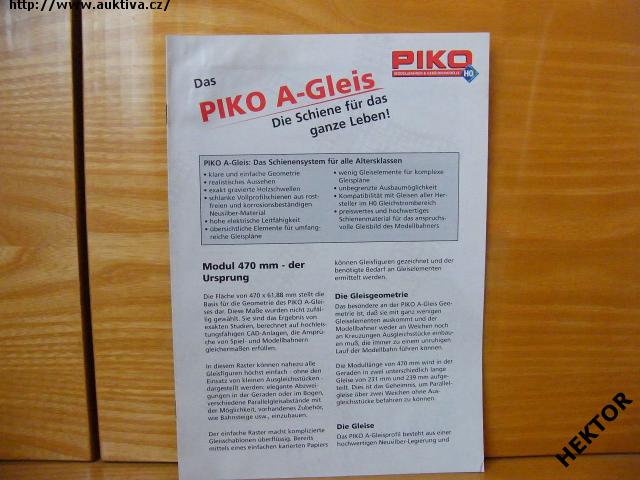 http://www.auktiva.cz/
PIKO
MODELLBAHNEN & GEBÄUDEMODELLE
H0
Das
PIKO A-Gleis
Die Schiene für das
ganze Leben!
PIKO A-Gleis: Das Schienensystem für alle Altersklassen
• klare und einfache Geometrie
• realistisches Aussehen
• exakt gravierte Holzschwellen
• schlanke Vollprofilschienen aus rost-
freien und korrosionsbeständigen
Neusilber-Material
• hohe elektrische Leitfähigkeit
• übersichtliche Elemente für umfang-
reiche Gleispläne
• wenig Gleiselemente für komplexe
Gleispläne
• unbegrenzte Ausbaumöglichkeit
• Kompatibilität mit Gleisen aller Her-
steller im H0 Gleichstrombereich
• preiswertes und hochwertiges
Schienenmaterial für das anspruchs-
volle Gleisbild des Modellbahners
Modul 470 mm - der
Ursprung
Die Fläche von 470 x 61,88 mm stellt die
Basis für die Geometrie des PIKO A-Glei-
ses dar. Diese Maße wurden nicht zufäl-
lig gewählt. Sie sind das Ergebnis von
exakten Studien, berechnet auf hochleis-
tungsfähigen CAD-Anlagen, die Ansprü-
che von Spiel- und Modellbahnern
gleichermaßen erfüllen.
In diesem Raster können nahezu alle
Gleisfiguren höchst einfach - ohne den
Einsatz von kleinen Ausgleichsstücken -
dargestellt werden: elegante Abzwei-
gungen in der Geraden oder im Bogen,
verschiedene Parallelgleisabstände mit
der Möglichkeit, vorhandenes Zubehör,
wie Bahnsteige usw., einzubauen.
Der einfache Raster macht komplizierte
Gleisschablonen überflüssig. Bereits
mittels eines einfachen karierten Papiers
können Gleisfiguren gezeichnet und der
benötigte Bedarf an Gleiselementen
ermittelt werden.
Die Gleisgeometrie
Das besondere an der PIKO A-Gleis Geo-
metrie ist, daß sie mit ganz wenigen
Gleiselementen auskommt und der
Modellbahner weder an Weichen noch
an Kreuzungen Ausgleichsstücke einbau-
en muß, die immer zu einem unruhigen
Lauf der Modellbahn führen können.
Die Modullänge von 470 mm wird in der
Geraden in zwei unterschiedlich lange
Gleise von 231 mm und 239 mm aufge-
teilt. Dies ist das Geheimnis, um Parallel-
gleise über zwei Weichen ohne Aus-
gleichsstücke befahren zu können.
Die Gleise
Das PIKO A-Gleisprofil besteht aus einer
hochwertigen Neusilber-Legierung und
HEKTOR